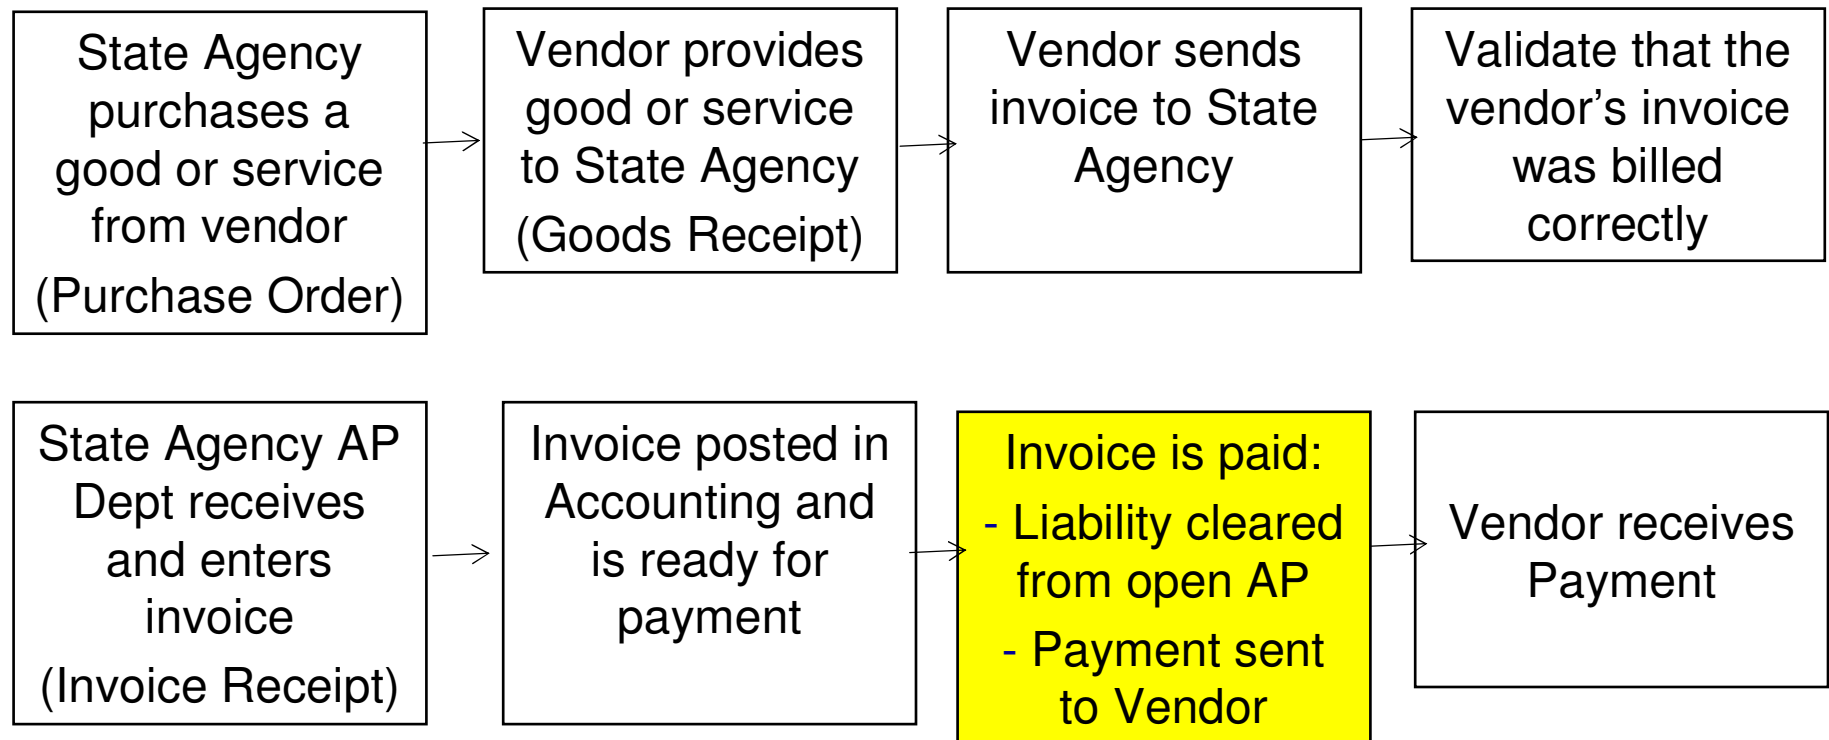 State Agency
purchases a
good or service
from vendor
(Purchase Order)
Vendor provides
good or service
to State Agency
(Goods Receipt)
Vendor sends
invoice to State
Agency
Validate that the
vendor’s invoice
was billed
correctly
State Agency AP
Dept receives
and enters
invoice
(Invoice Receipt)
Invoice posted in
Accounting and
is ready for
payment
Invoice is paid:
- Liability cleared
from open AP
- Payment sent
to Vendor
Vendor receives
Payment